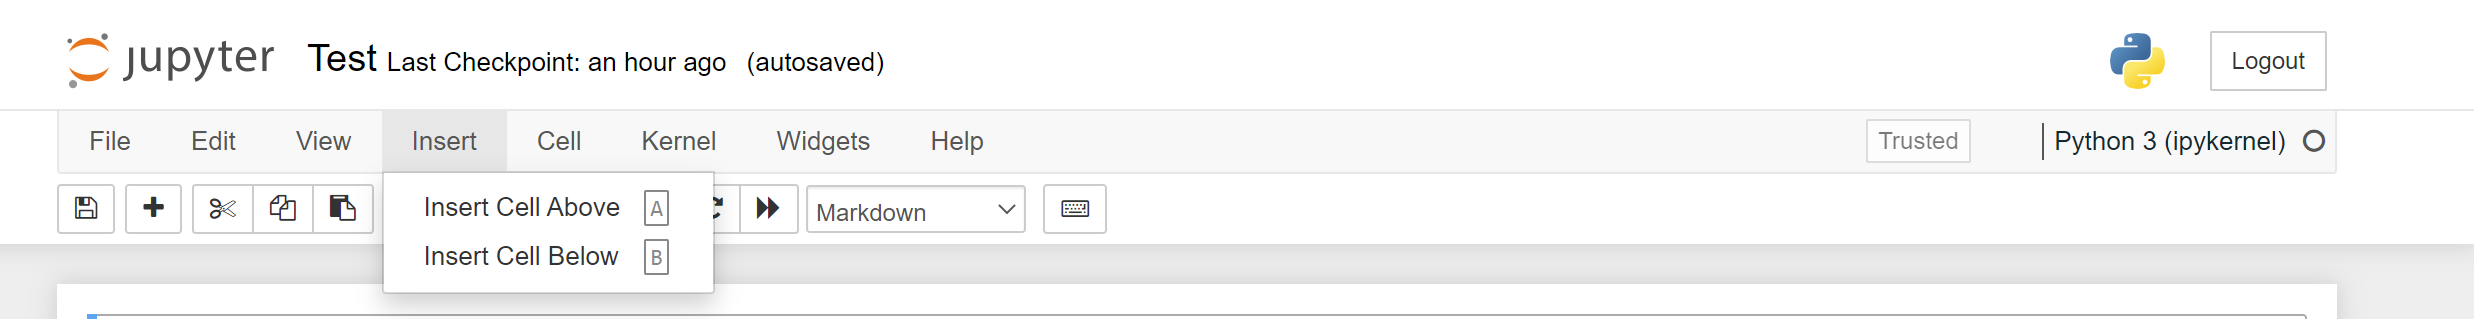 jupyter Test Last Checkpoint: an hour ago (autosaved) Logout
File Edit View Insert Cell Kernel Widgets Help Trusted Python 3 (ipykernel)
Insert Cell Above A Markdown
Insert Cell Below B